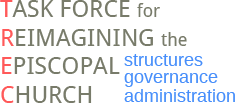 TASK FORCE for
REIMAGINING the
EPISCOPAL structures
governance
CHURCH administration